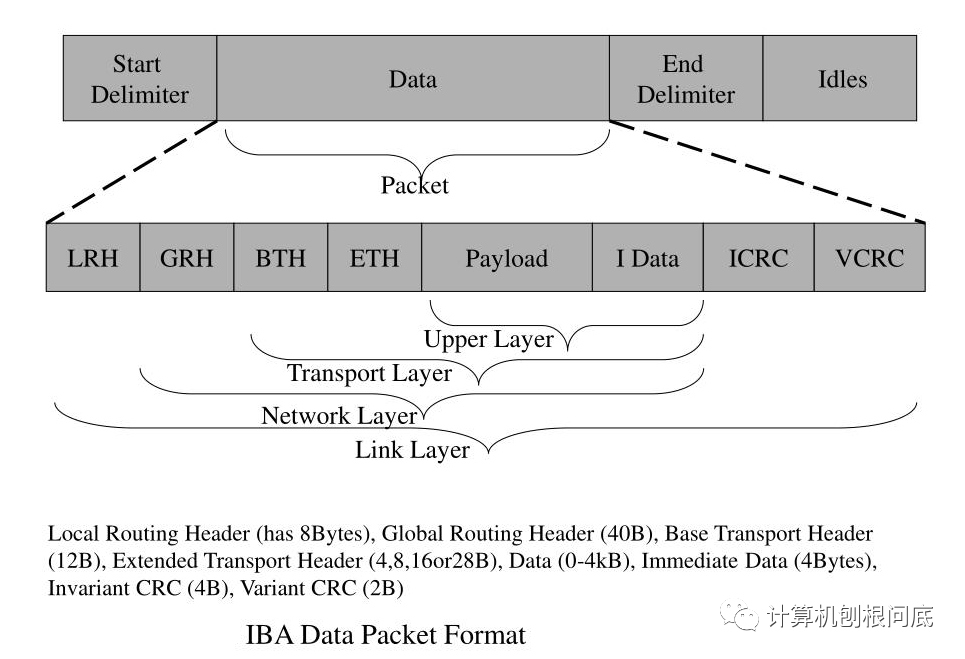 Start
Delimiter
Data
End
Delimiter
Idles
Packet
LRH
GRH
BTH
ETH
Payload
I Data
ICRC
VCRC
Upper Layer
Transport Layer
Network Layer
Link Layer
Local Routing Header (has 8Bytes), Global Routing Header (40B), Base Transport Header
(12B), Extended Transport Header (4,8,16or28B), Data (0-4kB), Immediate Data (4Bytes),
Invariant CRC (4B), Variant CRC (2B)
计算机刨根问底
IBA Data Packet Format